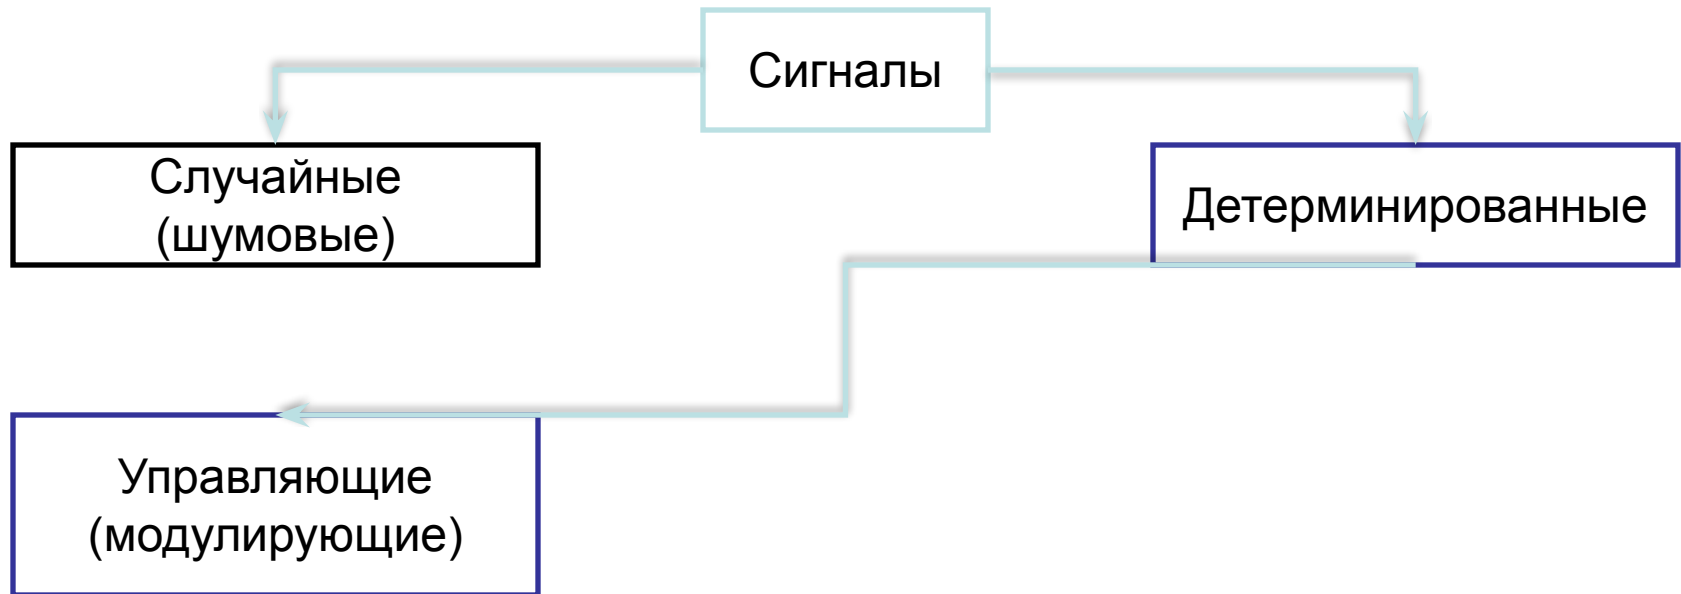 Сигналы
Случайные
(шумовые)
Детерминированные
Управляющие
(модулирующие)